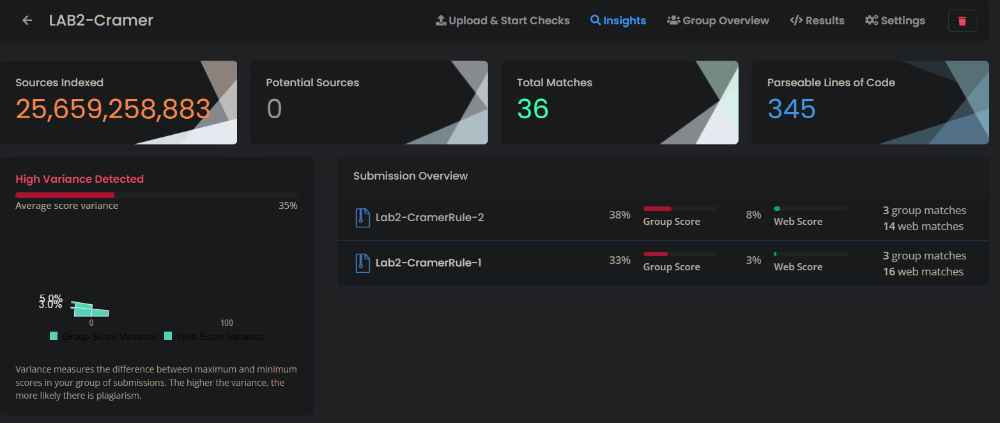 LAB2-Cramer
Upload & Start Checks
Insights
Group Overview
Results
Settings
Sources Indexed
25,659,258,883
Potential Sources
0
Total Matches
36
Parseable Lines of Code
345
High Variance Detected
Average score variance 35%
5.0%
3.0%
0 100
Group Score Variance Web Score Variance
Variance measures the difference between maximum and minimum
scores in your group of submissions. The higher the variance, the
more likely there is plagiarism.
Submission Overview
Lab2-CramerRule-2
38%
Group Score
8%
Web Score
3 group matches
14 web matches
Lab2-CramerRule-1
33%
Group Score
3%
Web Score
3 group matches
16 web matches